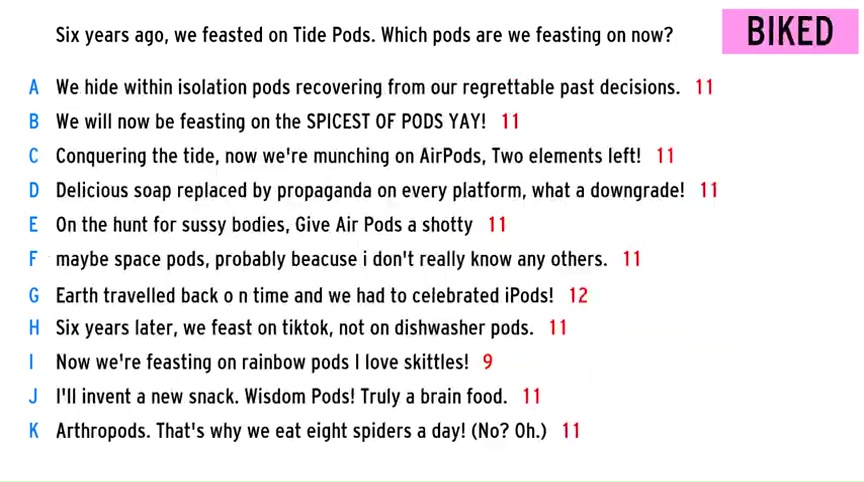 Six years ago, we feasted on Tide Pods. Which pods are we feasting on now?
BIKED
A We hide within isolation pods recovering from our regrettable past decisions. 11
B We will now be feasting on the SPICEST OF PODS YAY! 11
C Conquering the tide, now we're munching on AirPods, Two elements left! 11
D Delicious soap replaced by propaganda on every platform, what a downgrade! 11
E On the hunt for sussy bodies, Give Air Pods a shotty 11
F maybe space pods, probably beacuse i don't really know any others. 11
G Earth travelled back o n time and we had to celebrated iPods! 12
H Six years later, we feast on tiktok, not on dishwasher pods. 11
I Now we're feasting on rainbow pods I love skittles! 9
J I'll invent a new snack. Wisdom Pods! Truly a brain food. 11
K Arthropods. That's why we eat eight spiders a day! (No? Oh.) 11